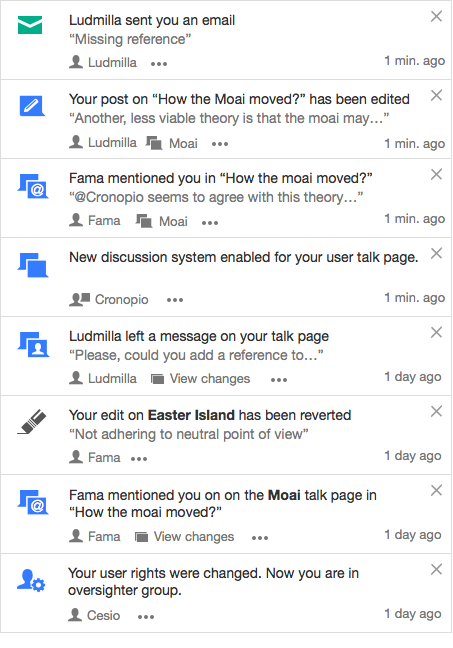 Ludmilla sent you an email
“Missing reference”
Ludmilla
1 min. ago
Your post on “How the Moai moved?” has been edited
“Another, less viable theory is that the moai may…”
Ludmilla Moai
1 min. ago
Fama mentioned you in “How the moai moved?”
“@Cronopio seems to agree with this theory…”
Fama Moai
1 min. ago
New discussion system enabled for your user talk page.
Cronopio
1 min. ago
Ludmilla left a message on your talk page
“Please, could you add a reference to…”
Ludmilla View changes
1 day ago
Your edit on Easter Island has been reverted
“Not adhering to neutral point of view”
Fama
1 day ago
Fama mentioned you on on the Moai talk page in
“How the moai moved?”
Fama View changes
1 day ago
Your user rights were changed. Now you are in
oversighter group.
Cesio
1 day ago